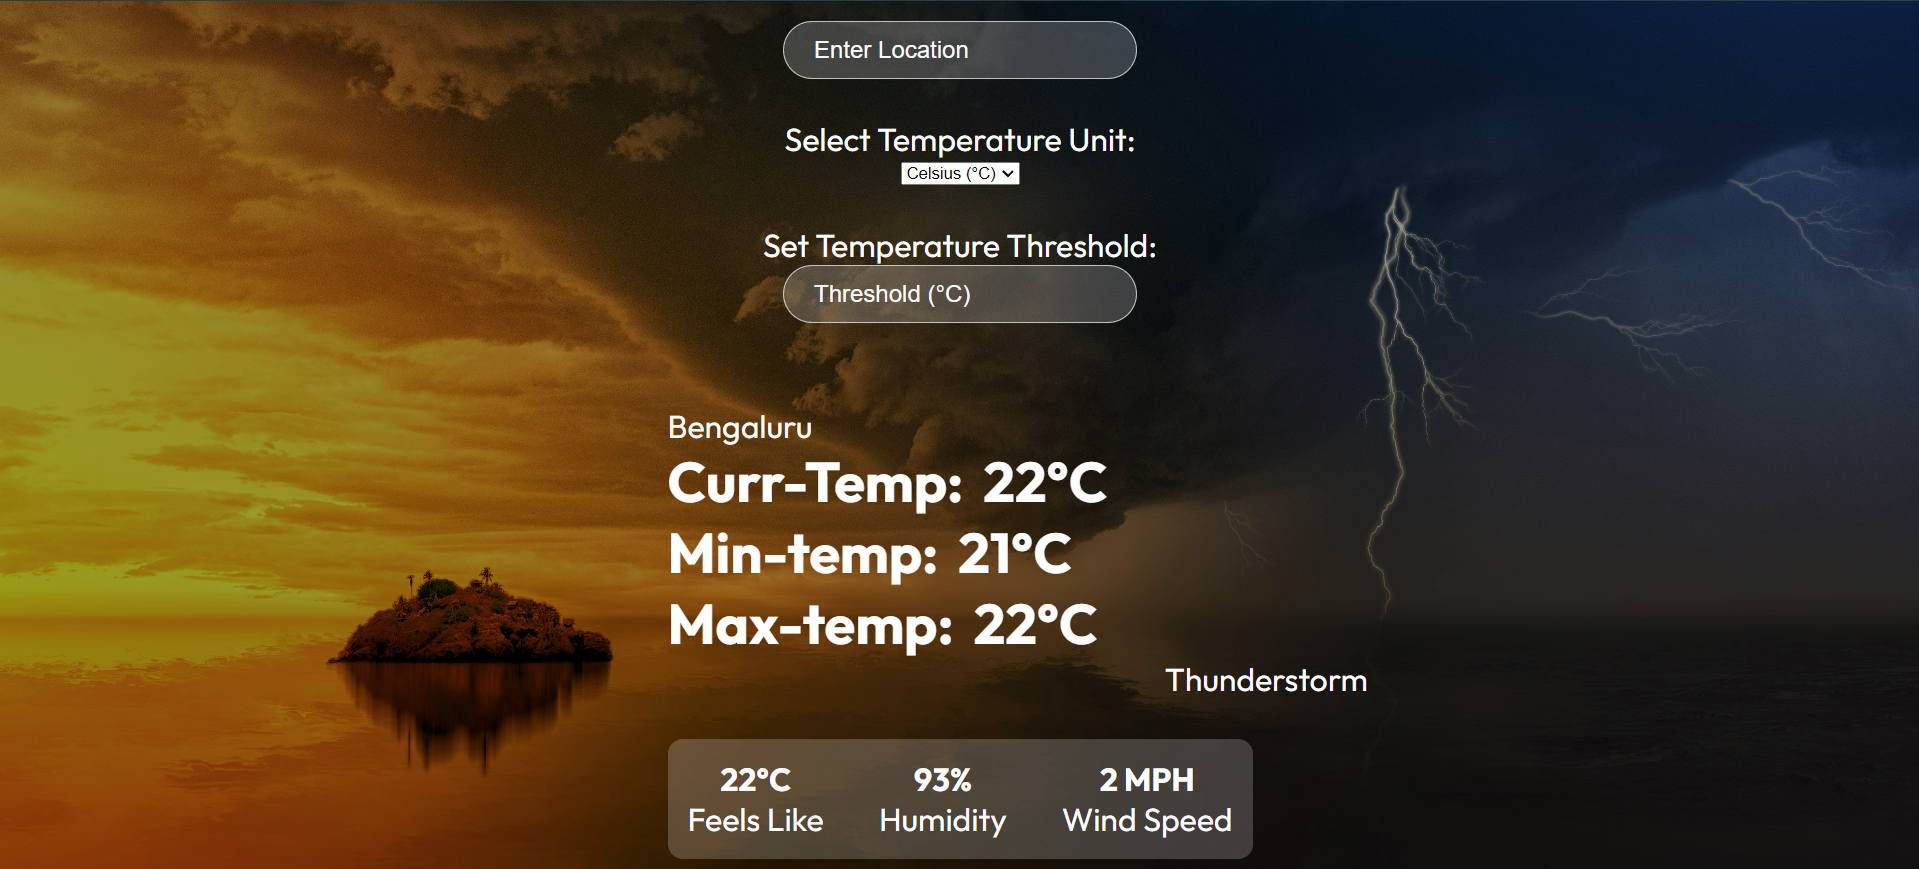 Enter Location
Select Temperature Unit:
Celsius (°C)
Set Temperature Threshold:
Threshold (°C)
Bengaluru
Curr-Temp: 22°C
Min-temp: 21°C
Max-temp: 22°C
Thunderstorm
22°C 93% 2 MPH
Feels Like Humidity Wind Speed